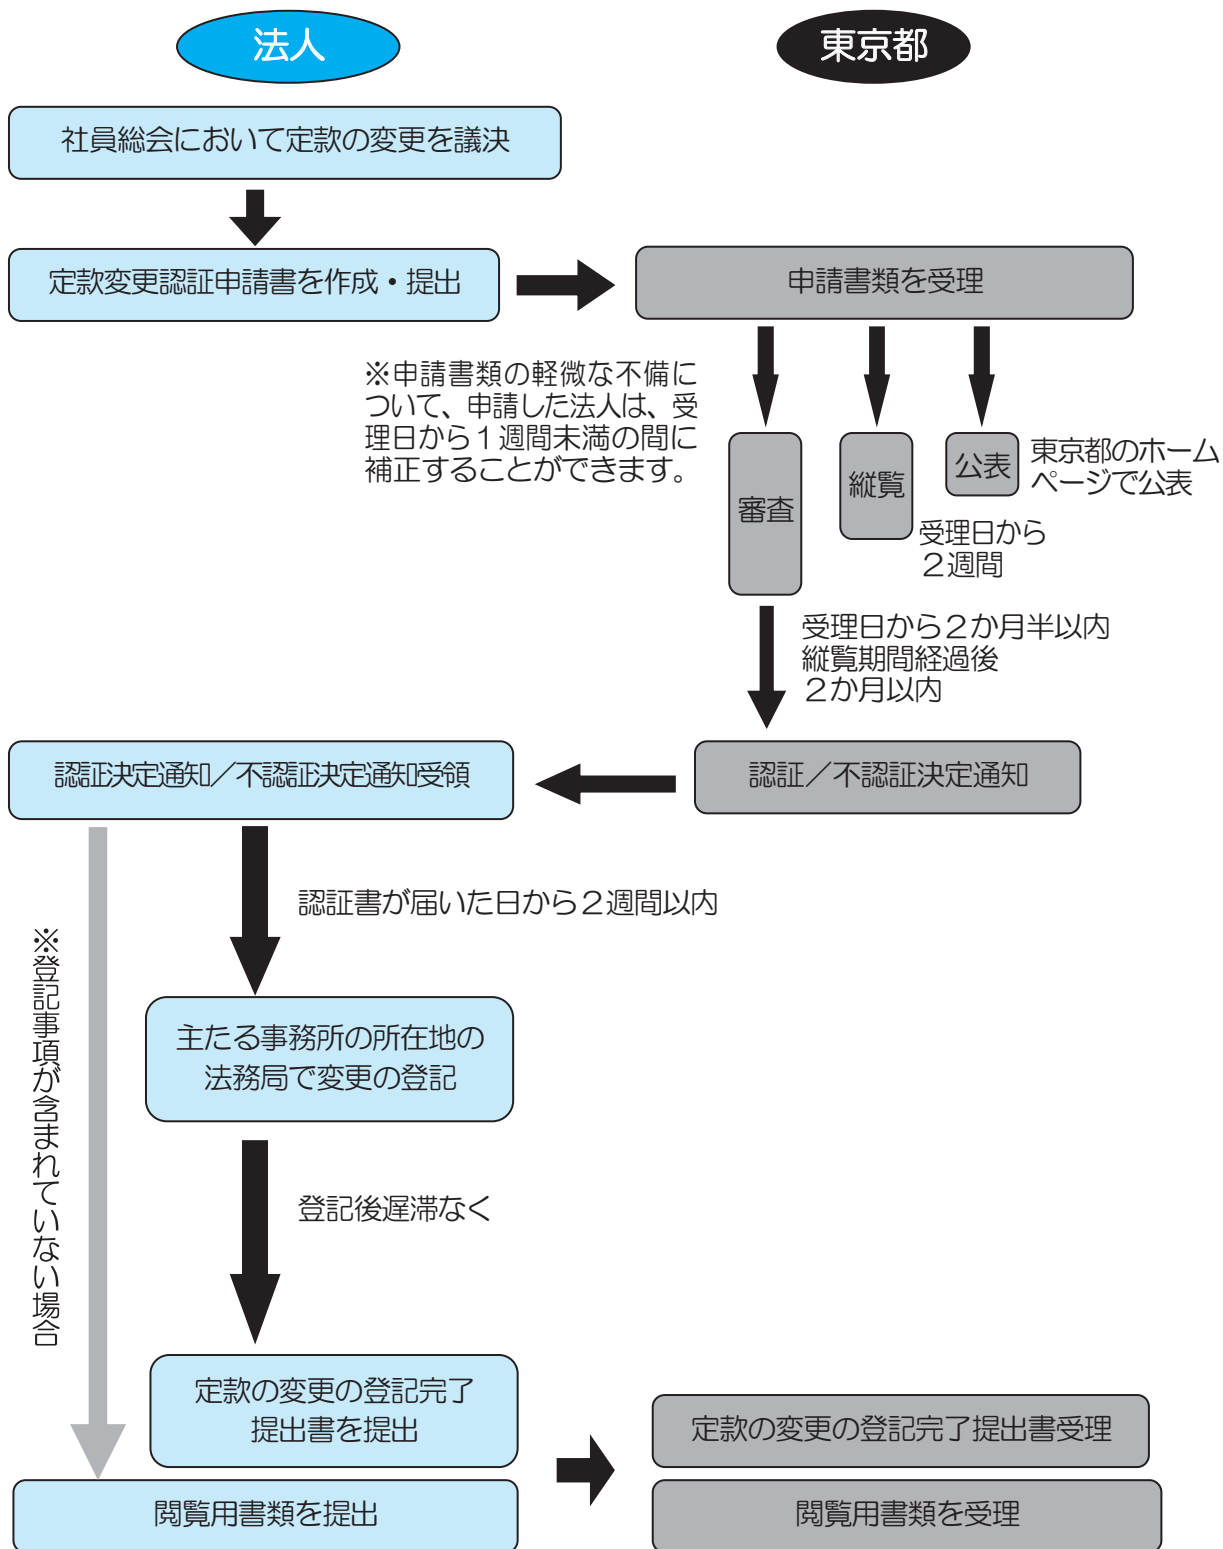 法人
東京都
社員総会において定款の変更を議決
定款変更認証申請書を作成・提出
申請書類を受理
※申請書類の軽微な不備に
ついて、申請した法人は、受
理日から１週間未満の間に
補正することができます。
審査
縦覧
公表
東京都のホーム
ページで公表
受理日から
２週間
受理日から２か月半以内
縦覧期間経過後
２か月以内
認証決定通知／不認証決定通知受領
認証／不認証決定通知
認証書が届いた日から２週間以内
※登記事項が含まれていない場合
主たる事務所の所在地の
法務局で変更の登記
登記後遅滞なく
定款の変更の登記完了
提出書を提出
定款の変更の登記完了提出書受理
閲覧用書類を提出
閲覧用書類を受理